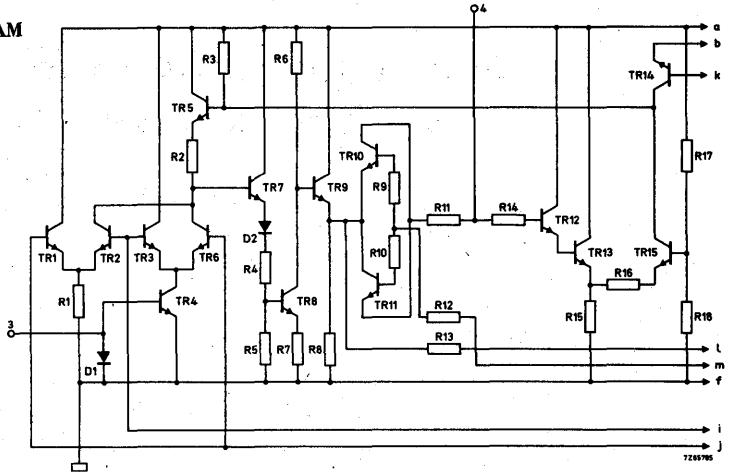 AM
4
a
b
R3
R6
k
TR14
TR5
R2
TR10
R17
R9
TR7
TR9
R11
R14
TR12
D2
TR1
TR2
TR3
TR6
R10
TR13
TR15
R4
R16
R1
TR4
TR8
TR11
R12
R15
R18
3
R13
D1
R5
R7
R8
l
m
f
i
j
7Z65785